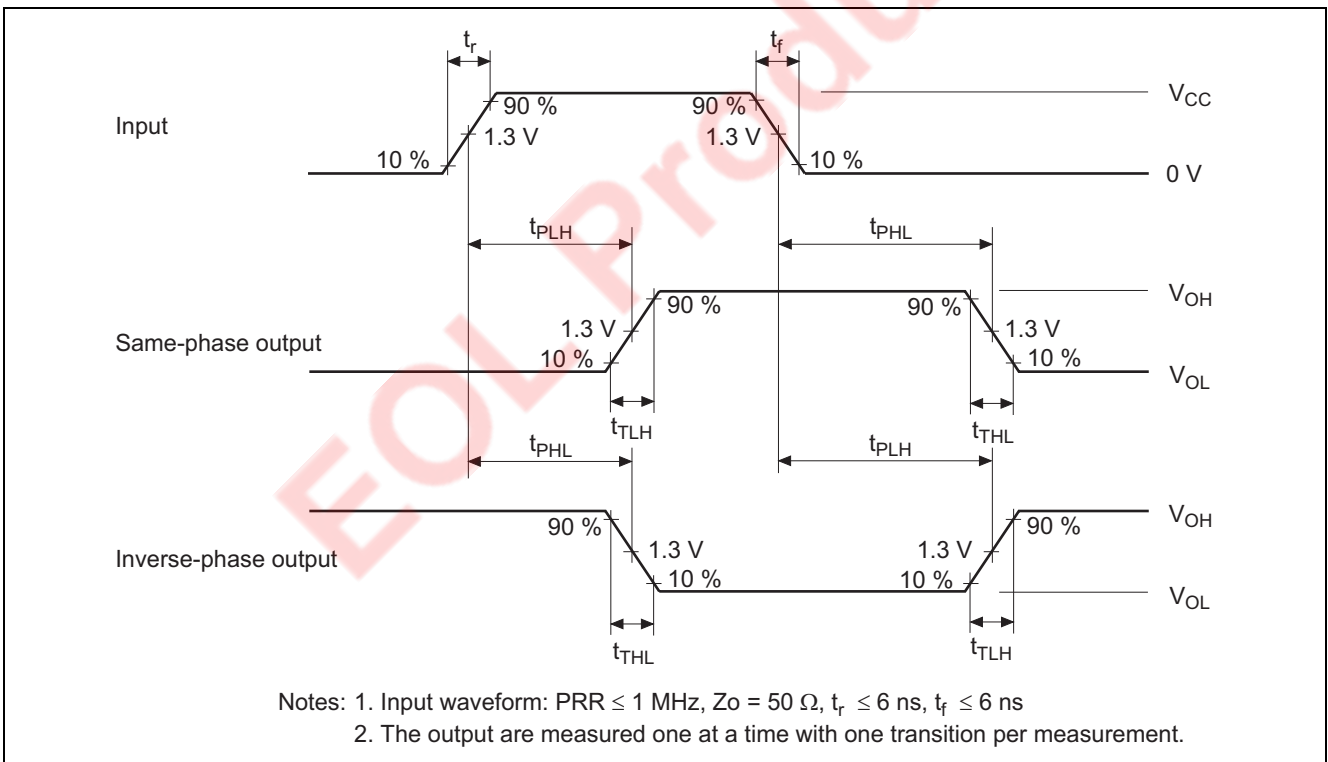 tr
tf
90 %
90 %
VCC
Input
1.3 V
1.3 V
10 %
10 %
0 V
tPLH
tPHL
90 %
90 %
VOH
1.3 V
1.3 V
Same-phase output
10 %
10 %
VOL
tTLH
tTHL
tPHL
tPLH
90 %
90 %
VOH
1.3 V
1.3 V
Inverse-phase output
10 %
10 %
VOL
tTHL
tTLH
Notes: 1. Input waveform: PRR ≤ 1 MHz, Zo = 50 Ω, tr ≤ 6 ns, tf ≤ 6 ns
2. The output are measured one at a time with one transition per measurement.
EOL Produ